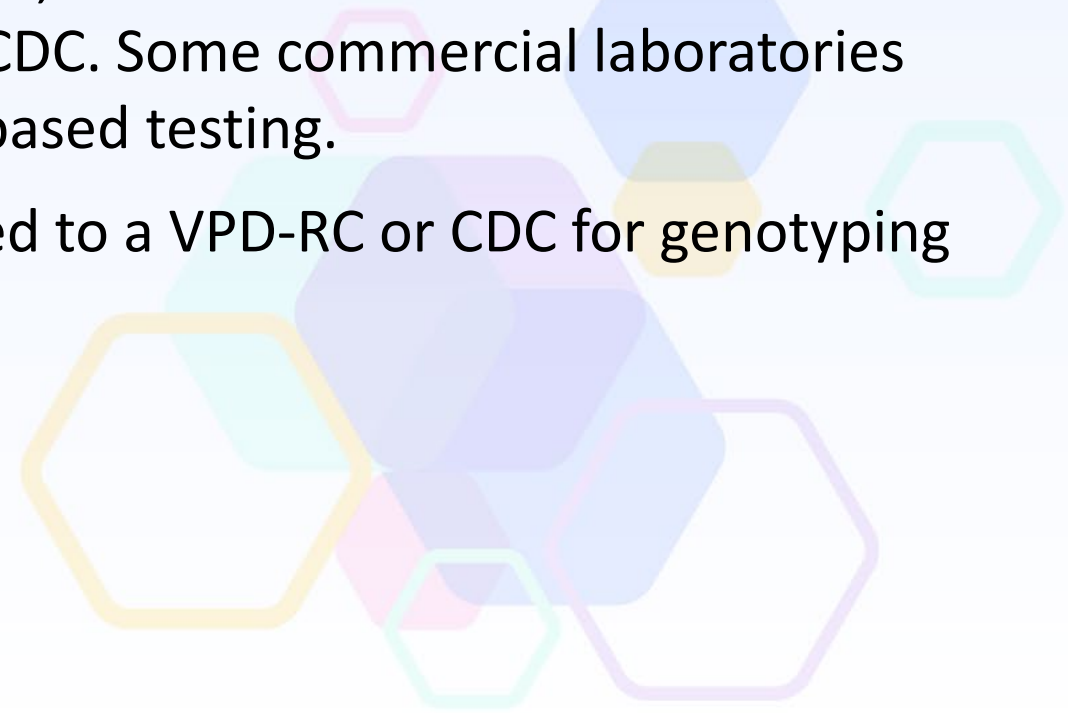 CDC. Some commercial laboratories
based testing.
ed to a VPD-RC or CDC for genotyping